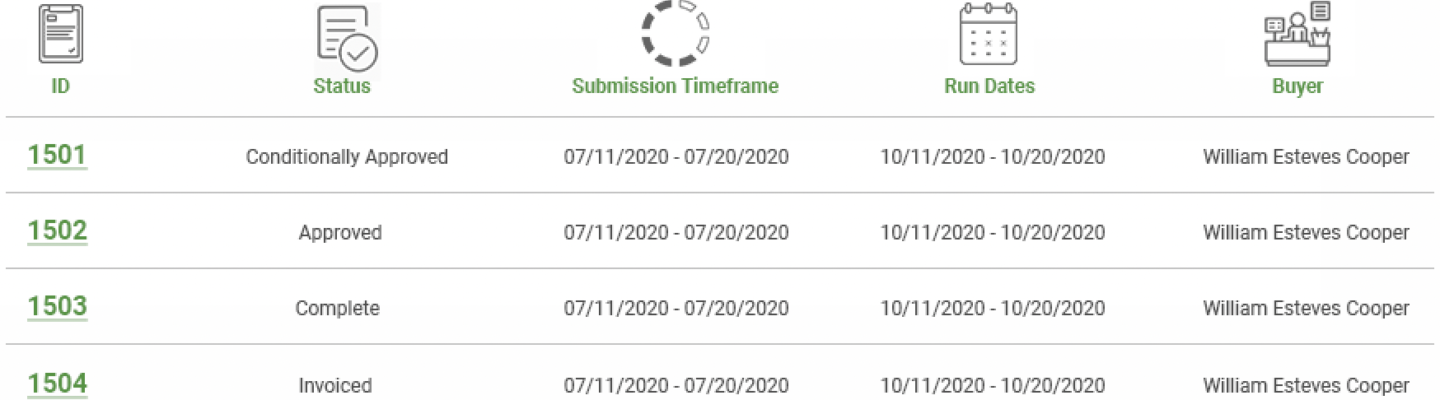 ID Status Submission Timeframe Run Dates Buyer
1501 Conditionally Approved 07/11/2020 - 07/20/2020 10/11/2020 - 10/20/2020 William Esteves Cooper
1502 Approved 07/11/2020 - 07/20/2020 10/11/2020 - 10/20/2020 William Esteves Cooper
1503 Complete 07/11/2020 - 07/20/2020 10/11/2020 - 10/20/2020 William Esteves Cooper
1504 Invoiced 07/11/2020 - 07/20/2020 10/11/2020 - 10/20/2020 William Esteves Cooper